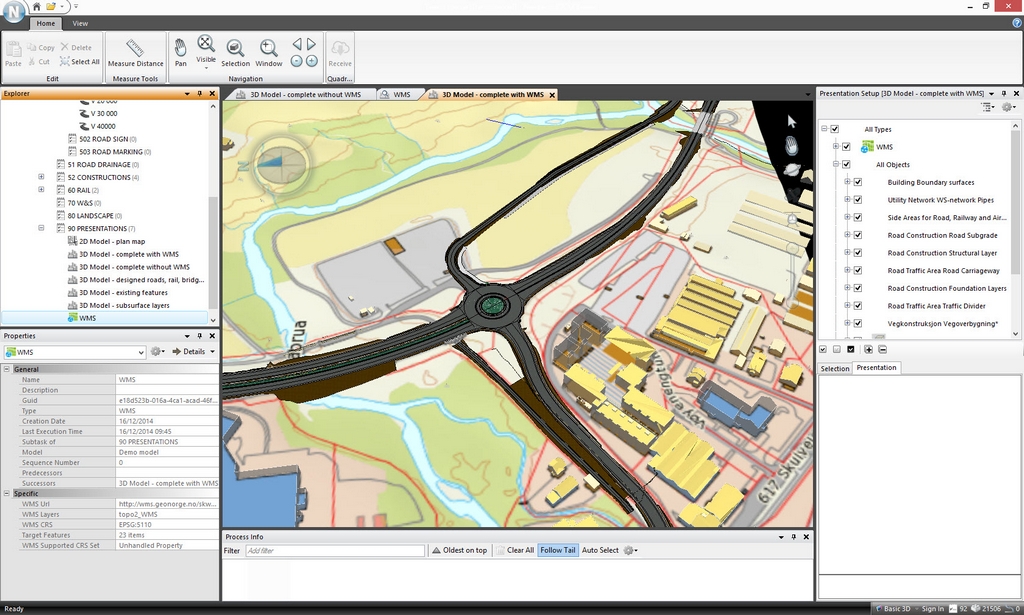 Home View
Paste
Copy
Cut
Delete
Select All
Edit
Measure Distance
Measure Tools
Pan
Visible
Selection
Window
Navigation
Receive
Quadr...
Explorer
V 30 000
V 40000
502 ROAD SIGN (0)
503 ROAD MARKING (0)
51 ROAD DRAINAGE (0)
52 CONSTRUCTIONS (4)
60 RAIL (2)
70 W&S (0)
80 LANDSCAPE (0)
90 PRESENTATIONS (7)
2D Model - plan map
3D Model - complete with WMS
3D Model - complete without WMS
3D Model - designed roads, rail, bridg...
3D Model - existing features
3D Model - subsurface layers
WMS
Properties
WMS
Details
General
Name WMS
Description
Guid e18d523b-016a-4ca1-acad-46f...
Type WMS
Creation Date 16/12/2014
Last Execution Time 16/12/2014 09:45
Subtask of 90 PRESENTATIONS
Model Demo model
Sequence Number 0
Predecessors
Successors 3D Model - complete with WMS
Specific
WMS Url http://wms.geonorge.no/skw...
WMS Layers topo2_WMS
WMS CRS EPSG:5110
Target Features 23 items
WMS Supported CRS Set Unhandled Property
3D Model - complete without WMS
WMS
3D Model - complete with WMS
N
abrua
617 Skulvei
Process Info
Filter Add filter
Oldest on top
Clear All
Follow Tail
Auto Select
Presentation Setup [3D Model - complete with WMS]
All Types
WMS
All Objects
Building Boundary surfaces
Utility Network WS-network Pipes
Side Areas for Road, Railway and Air...
Road Construction Road Subgrade
Road Construction Structural Layer
Road Traffic Area Road Carriageway
Road Construction Foundation Layers
Road Traffic Area Traffic Divider
Vegkonstruksjon Vegoverbygning*
Selection Presentation
Ready
Basic 3D
Sign In
92
21506
0